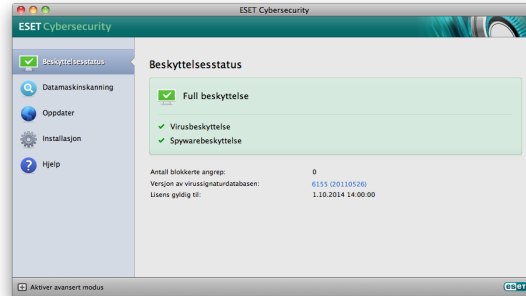 ESET Cybersecurity
ESET Cybersecurity
Beskyttelsesstatus
Datamaskinskanning
Oppdater
Installasjon
Hjelp
Beskyttelsesstatus
Full beskyttelse
Virusbeskyttelse
Spywarebeskyttelse
Antall blokkerte angrep: 0
Versjon av virussignaturdatabasen: 6155 (20110526)
Lisens gyldig til: 1.10.2014 14:00:00
Aktiver avansert modus